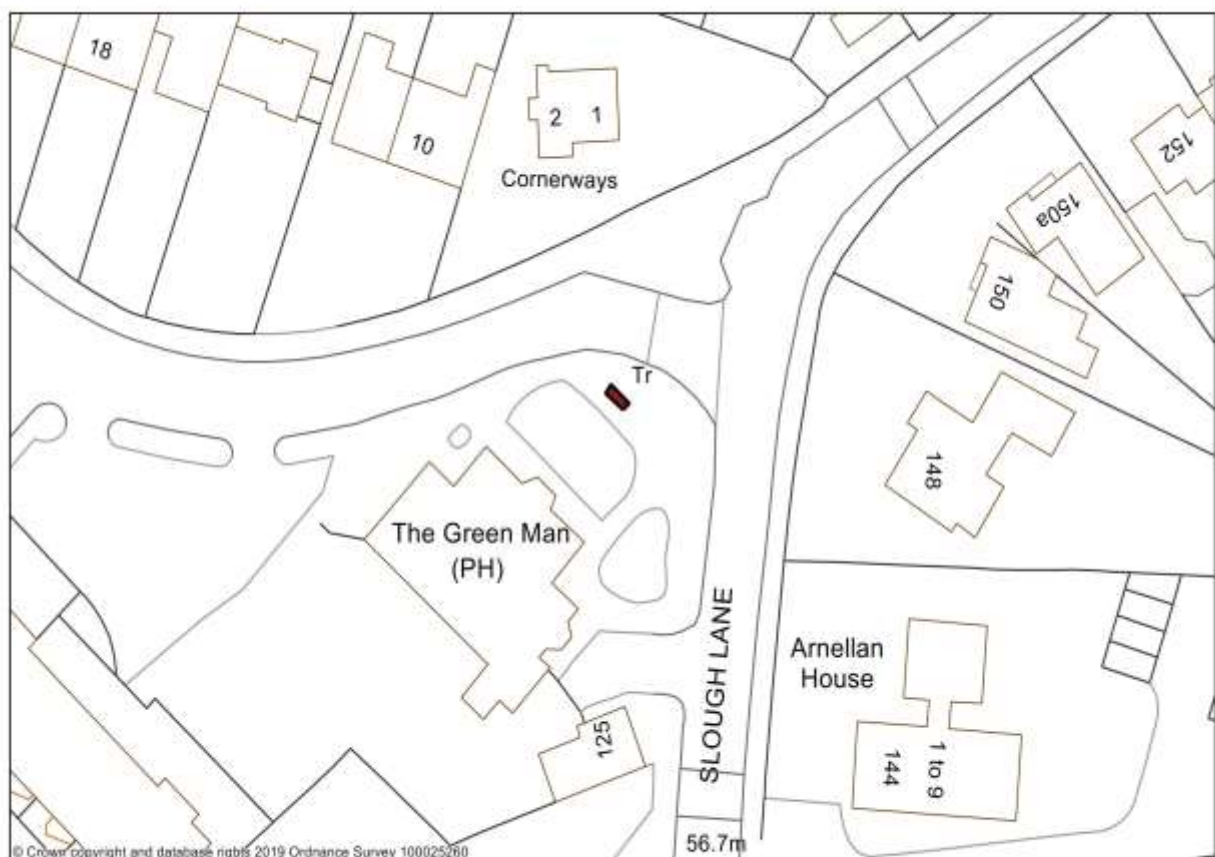 18
10
2 1
Cornerways
152
150a
150
Tr
148
The Green Man
(PH)
SLOUGH LANE
Arnellan
House
125
144
1 to 9
56.7m
© Crown copyright and database rights 2019 Ordnance Survey 100025260